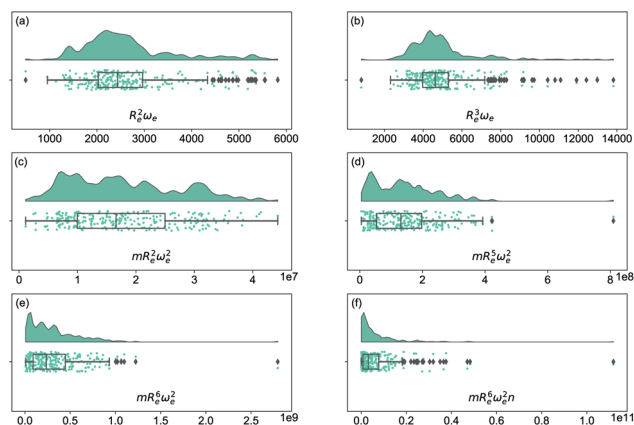 (a)
1000 2000 3000 4000 5000 6000
R_e^2ω_e
(b)
2000 4000 6000 8000 10000 12000 14000
R_e^3ω_e
(c)
0 1 2 3 4 1e7
mR_e^2ω_e^2
(d)
0 2 4 6 8 1e8
mR_e^5ω_e^2
(e)
0.0 0.5 1.0 1.5 2.0 2.5 1e9
mR_e^6ω_e^2
(f)
0.0 0.2 0.4 0.6 0.8 1.0 1e11
mR_e^6ω_e^2n